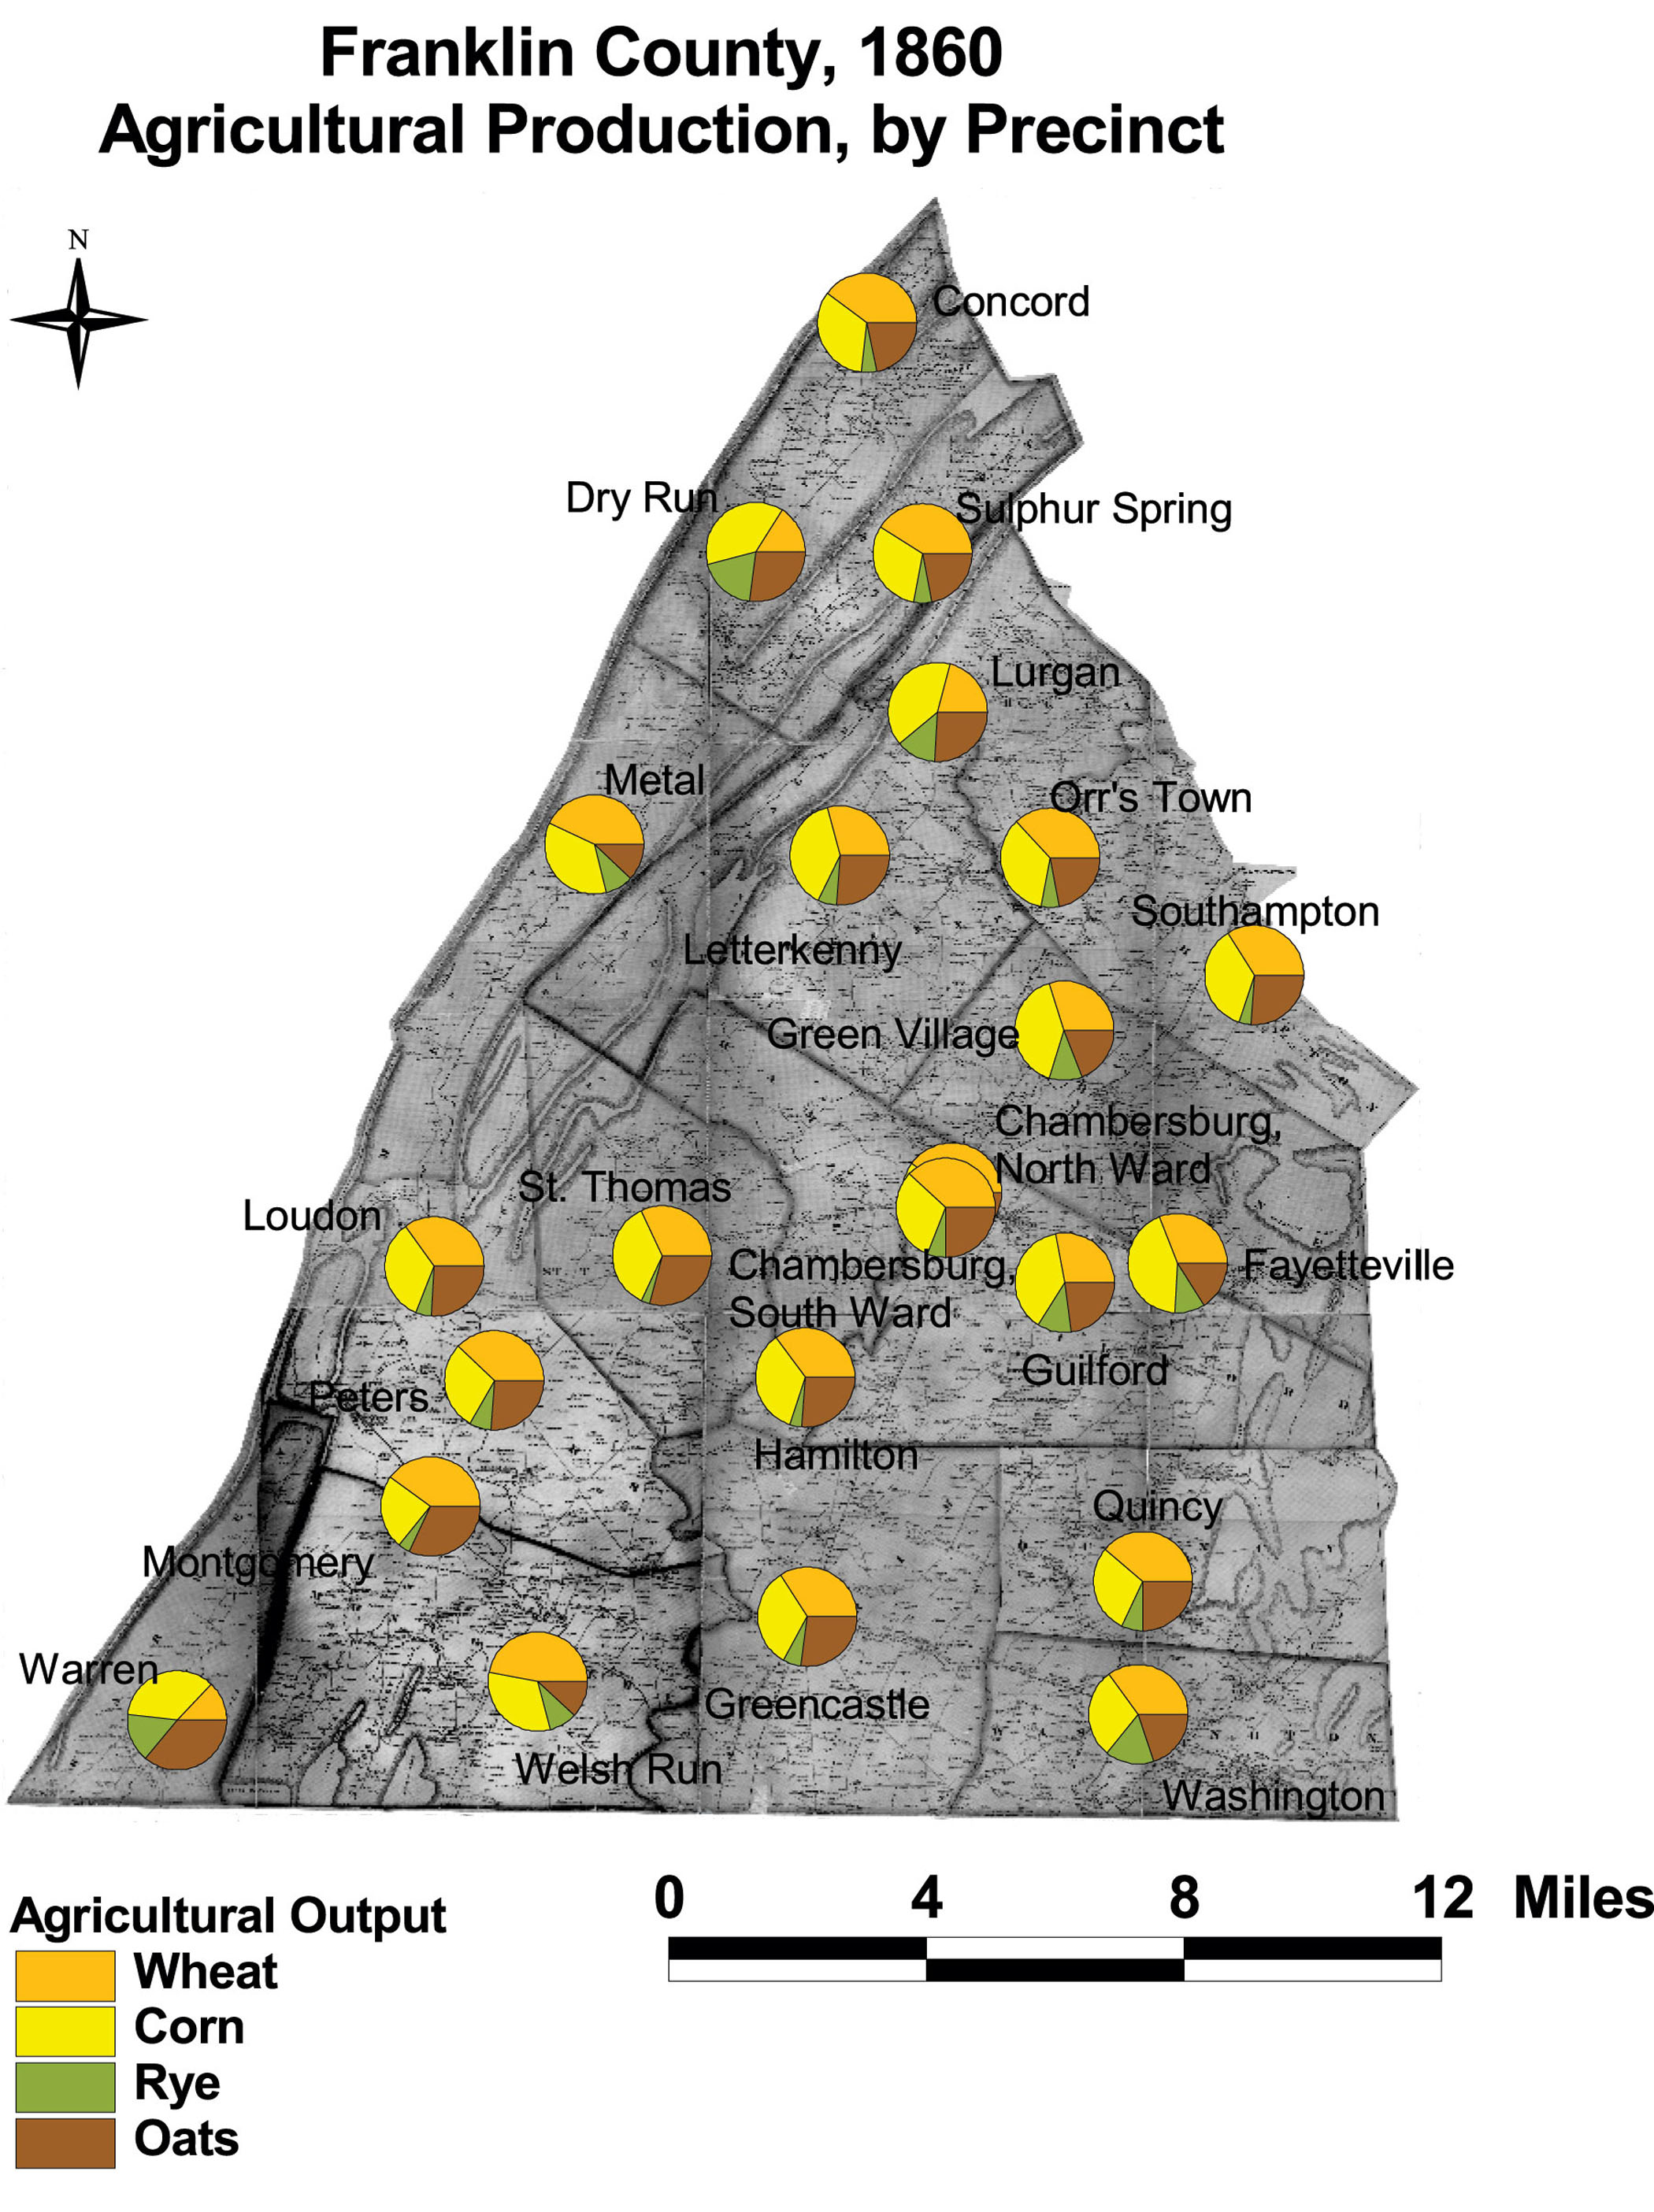 Franklin County, 1860
Agricultural Production, by Precinct
N
Concord
Dry Run
Sulphur Spring
Lurgan
Metal
Orr's Town
Southampton
Letterkenny
Green Village
Chambersburg,
North Ward
St. Thomas
Loudon
Chambersburg,
South Ward
Fayetteville
Guilford
Peters
Hamilton
Quincy
Montgomery
Warren
Greencastle
Welsh Run
Washington
0 4 8 12 Miles
Agricultural Output
Wheat
Corn
Rye
Oats